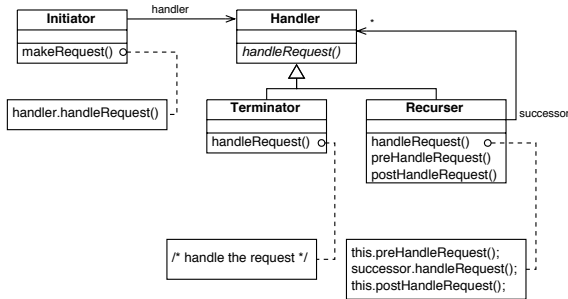 Initiator
handler
Handler
*
makeRequest()
handleRequest()
handler.handleRequest()
Terminator
Recurser
successor
handleRequest()
handleRequest()
preHandleRequest()
postHandleRequest()
/* handle the request */
this.preHandleRequest();
successor.handleRequest();
this.postHandleRequest();